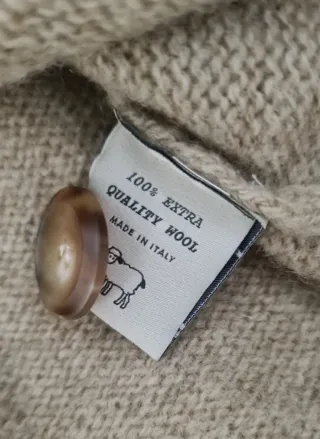 100% EXTRA
QUALITY WOOL
MADE IN ITALY